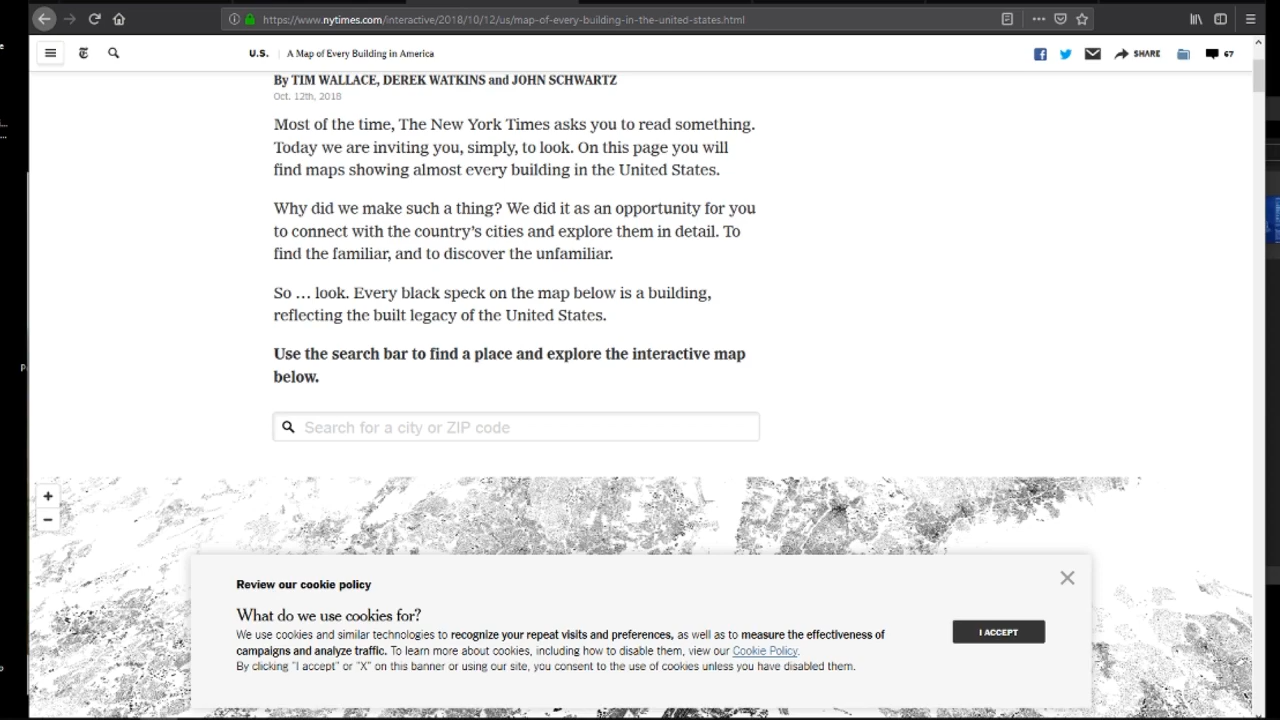 https://www.nytimes.com/interactive/2018/10/12/us/map-of-every-building-in-the-united-states.html
U.S. A Map of Every Building in America
SHARE 67
By TIM WALLACE, DEREK WATKINS and JOHN SCHWARTZ
Oct. 12th, 2018
Most of the time, The New York Times asks you to read something.
Today we are inviting you, simply, to look. On this page you will
find maps showing almost every building in the United States.
Why did we make such a thing? We did it as an opportunity for you
to connect with the country's cities and explore them in detail. To
find the familiar, and to discover the unfamiliar.
So … look. Every black speck on the map below is a building,
reflecting the built legacy of the United States.
Use the search bar to find a place and explore the interactive map
below.
Search for a city or ZIP code
Review our cookie policy
What do we use cookies for?
We use cookies and similar technologies to recognize your repeat visits and preferences, as well as to measure the effectiveness of
campaigns and analyze traffic. To learn more about cookies, including how to disable them, view our Cookie Policy.
By clicking "I accept" or "X" on this banner or using our site, you consent to the use of cookies unless you have disabled them.
I ACCEPT